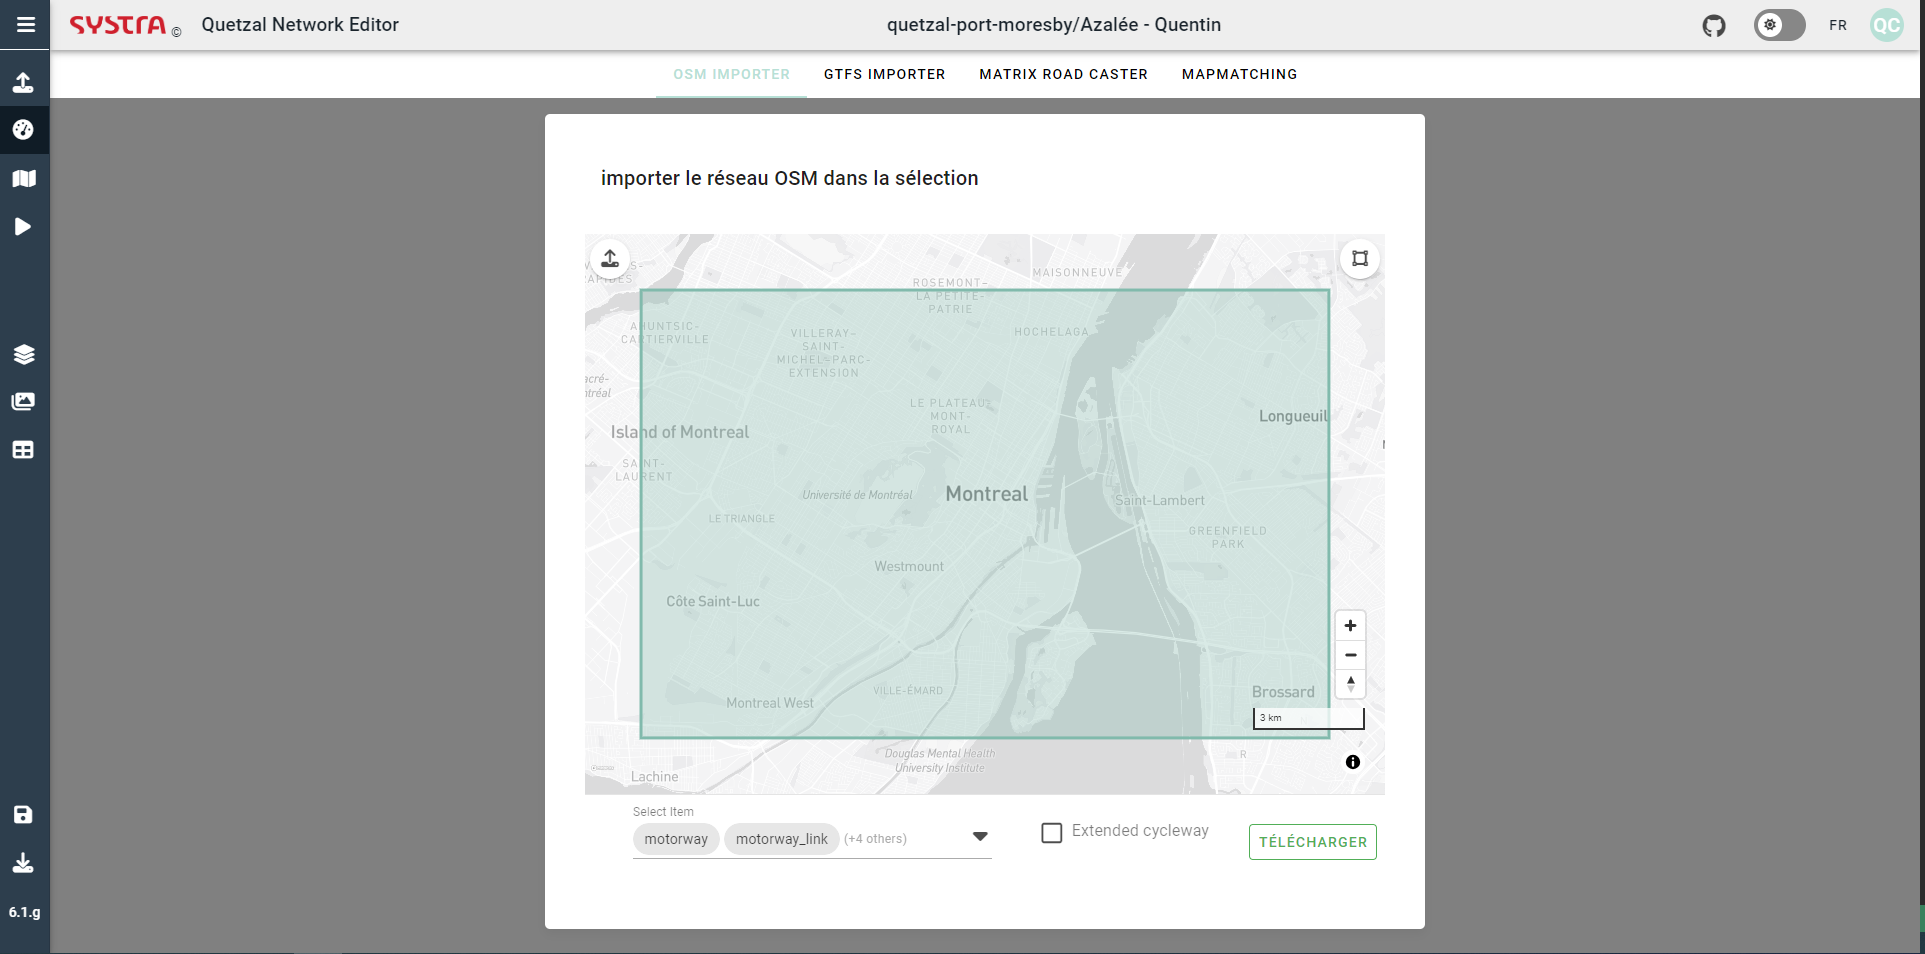 SYSTRA ©
Quetzal Network Editor
quetzal-port-moresby/Azalée - Quentin
FR
QC
OSM IMPORTER
GTFS IMPORTER
MATRIX ROAD CASTER
MAPMATCHING
importer le réseau OSM dans la sélection
MAISONNEUVE
ROSEMONT–
LA PETITE-
PATRIE
AHUNTSIC-
CARTIERVILLE
VILLERAY–
SAINT-
MICHEL-PARC-
EXTENSION
HOCHELAGA
LE PLATEAU-
MONT-
ROYAL
Longueuil
Island of Montreal
SAINT-
LAURENT
Université de Montréal
Montreal
Saint-Lambert
LE TRIANGLE
GREENFIELD
PARK
Westmount
Côte Saint-Luc
Montreal West
VILLE-ÉMARD
Brossard
3 km
Douglas Mental Health
University Institute
Lachine
R
Select Item
motorway
motorway_link
(+4 others)
Extended cycleway
TÉLÉCHARGER
6.1.g